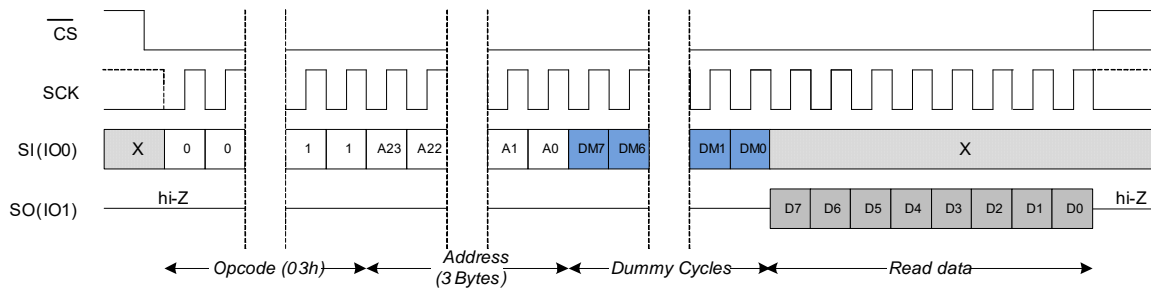 CS
SCK
SI(IO0) X 0 0 1 1 A23 A22 A1 A0 DM7 DM6 DM1 DM0 X
hi-Z hi-Z
SO(IO1) D7 D6 D5 D4 D3 D2 D1 D0
Opcode (03h) Address (3 Bytes) Dummy Cycles Read data